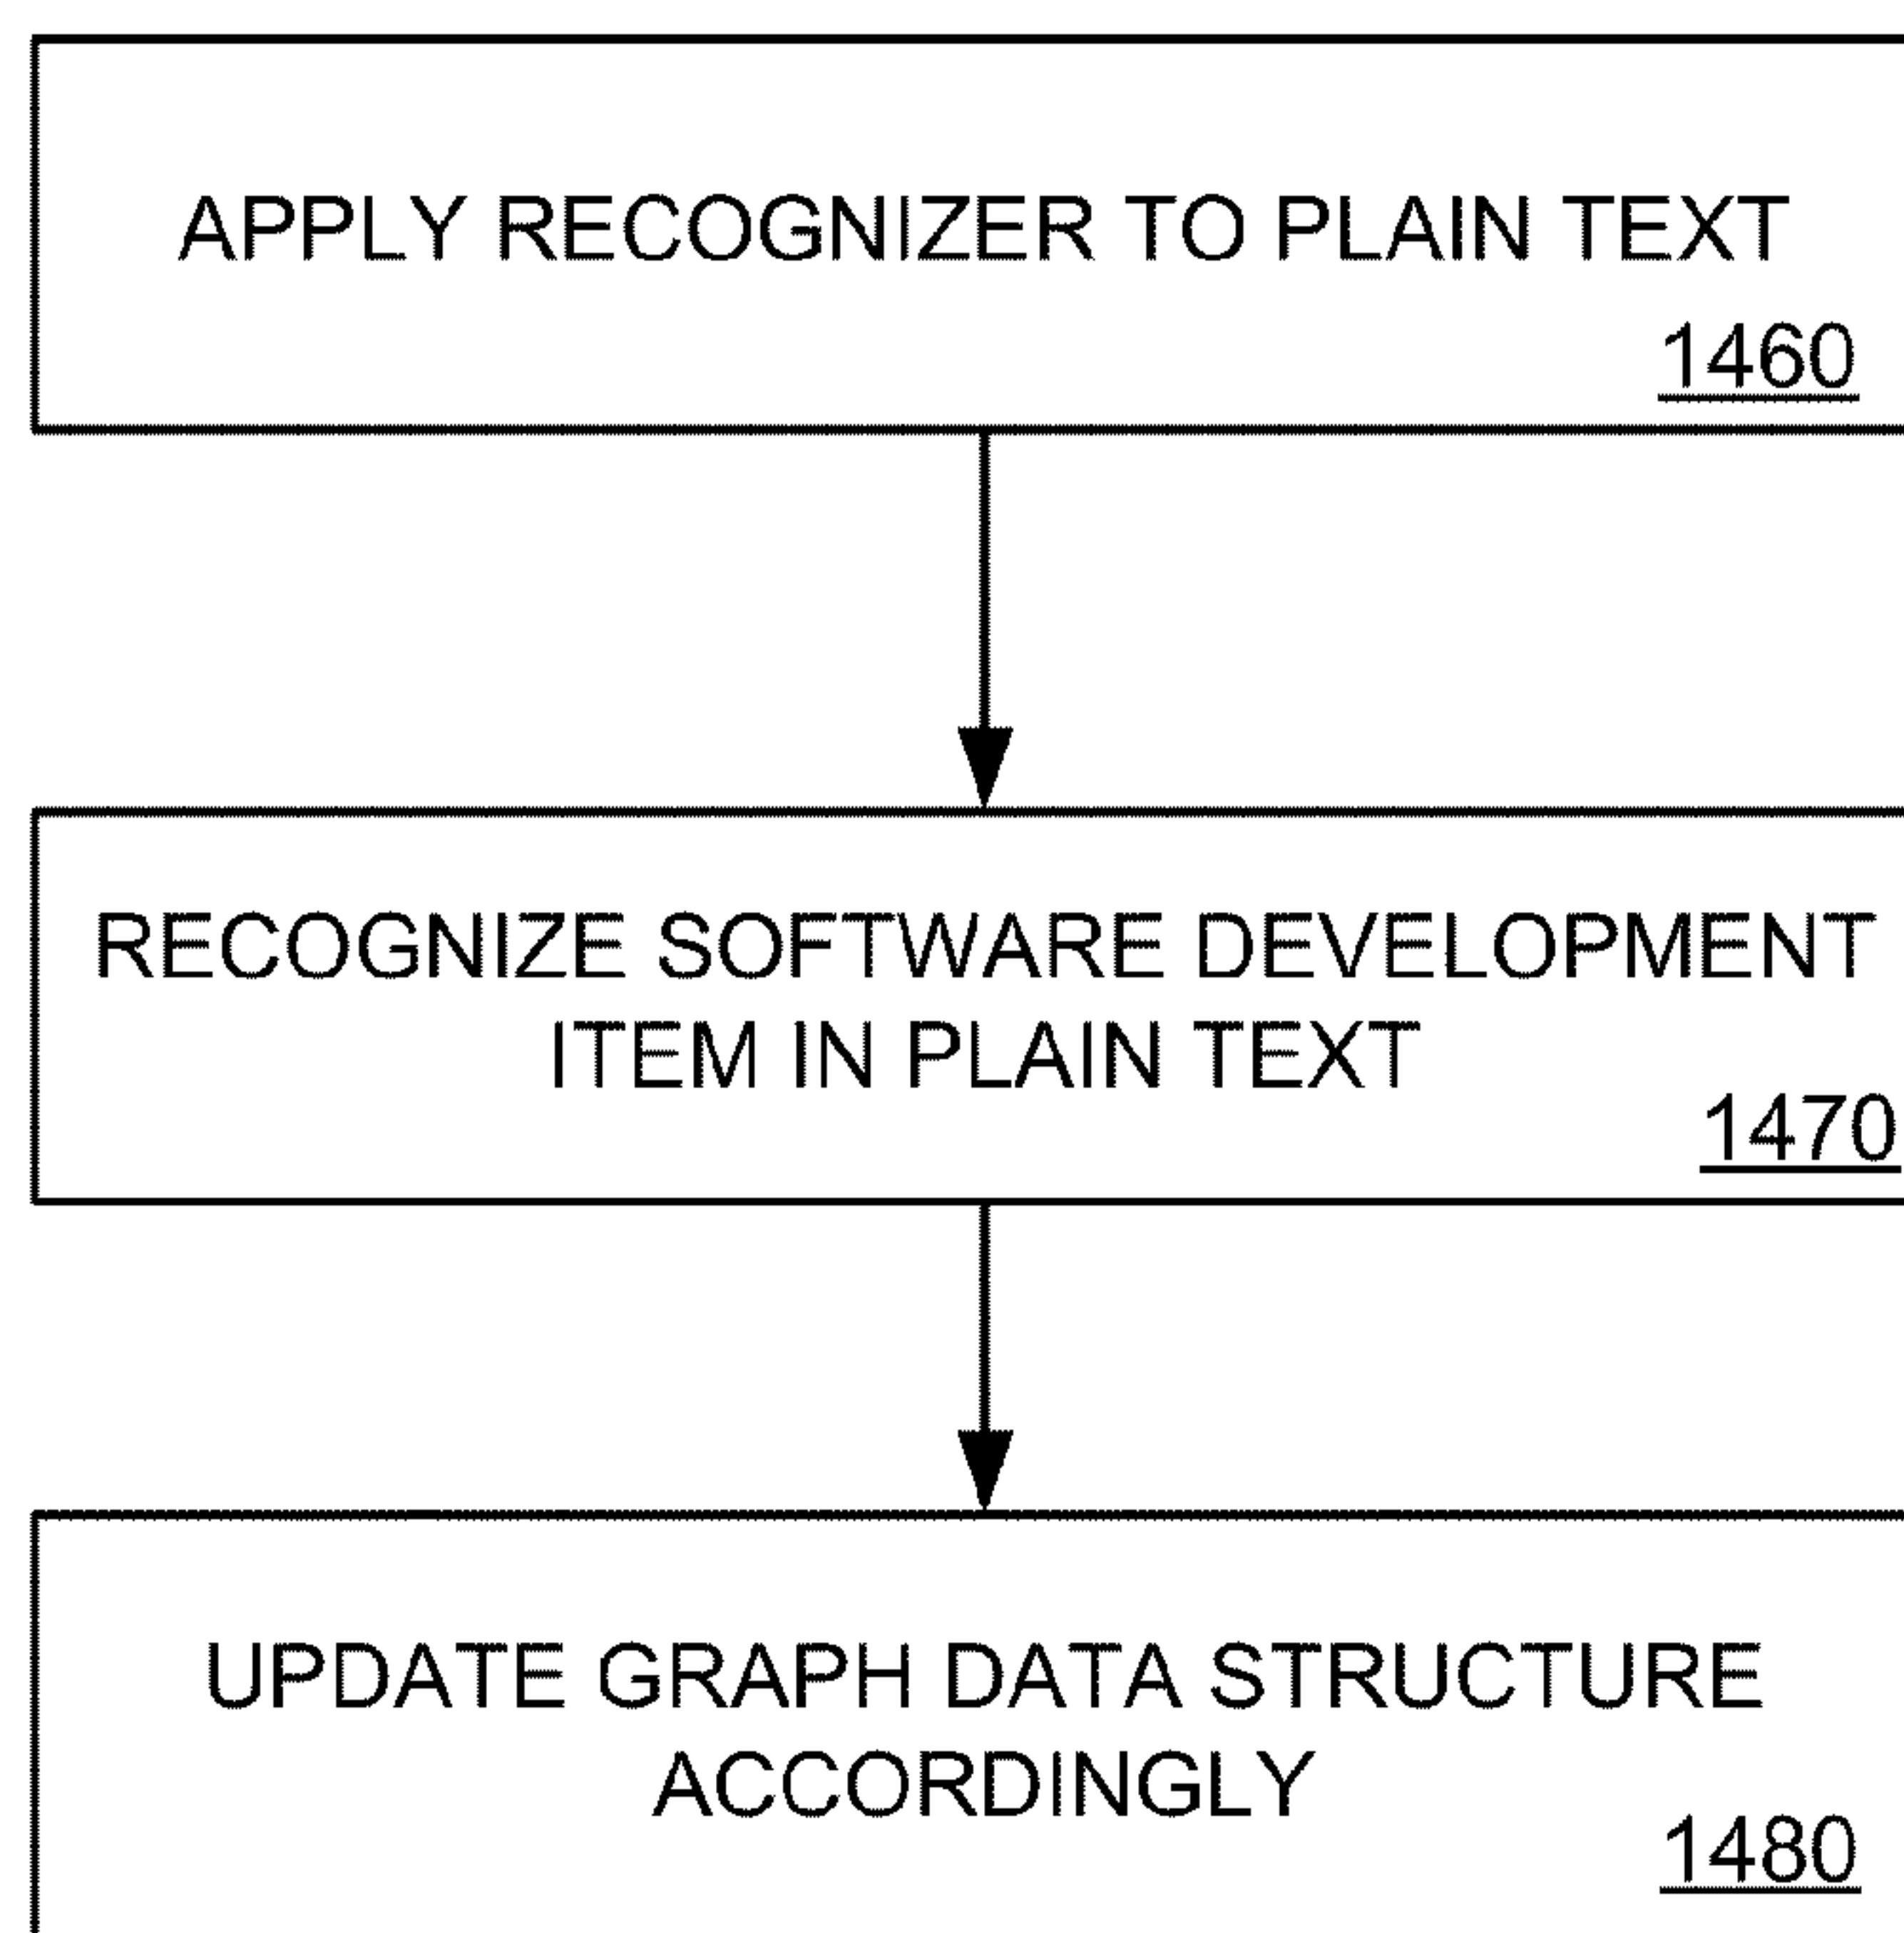 APPLY RECOGNIZER TO PLAIN TEXT
1460
RECOGNIZE SOFTWARE DEVELOPMENT
ITEM IN PLAIN TEXT
1470
UPDATE GRAPH DATA STRUCTURE
ACCORDINGLY
1480